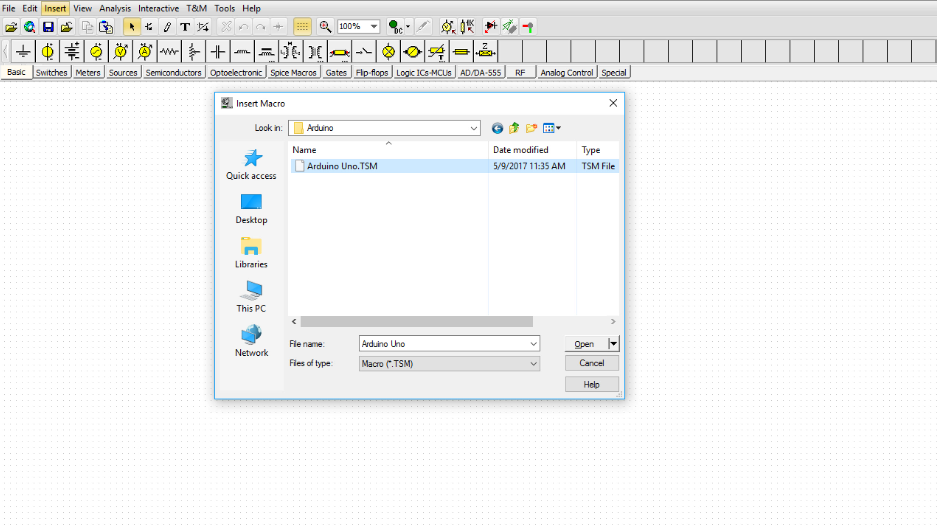 File Edit Insert View Analysis Interactive T&M Tools Help
T 100% DC
Basic Switches Meters Sources Semiconductors Optoelectronic Spice Macros Gates Flip-flops Logic ICs-MCUs AD/DA-555 RF Analog Control Special
Insert Macro
Look in: Arduino
Name Date modified Type
Arduino Uno.TSM 5/9/2017 11:35 AM TSM File
Quick access
Desktop
Libraries
This PC
Network
File name: Arduino Uno Open
Files of type: Macro (*.TSM) Cancel
Help